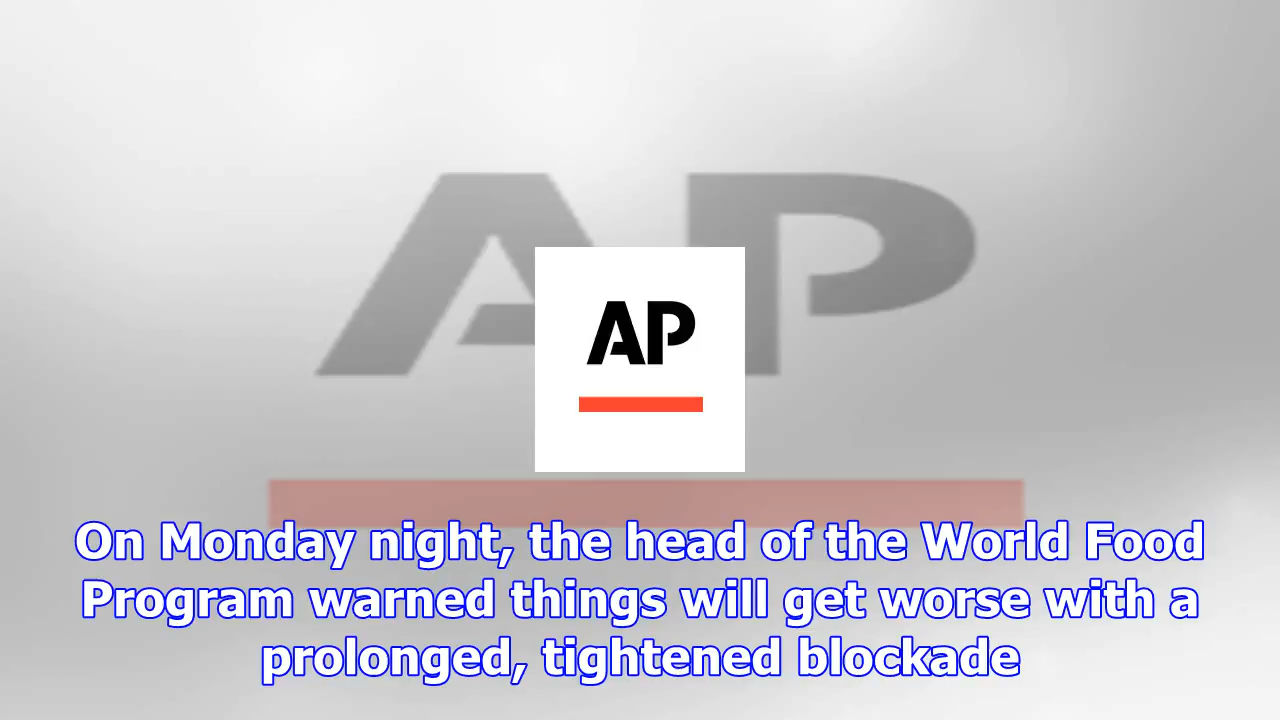 AP
AP
On Monday night, the head of the World Food
Program warned things will get worse with a
prolonged, tightened blockade